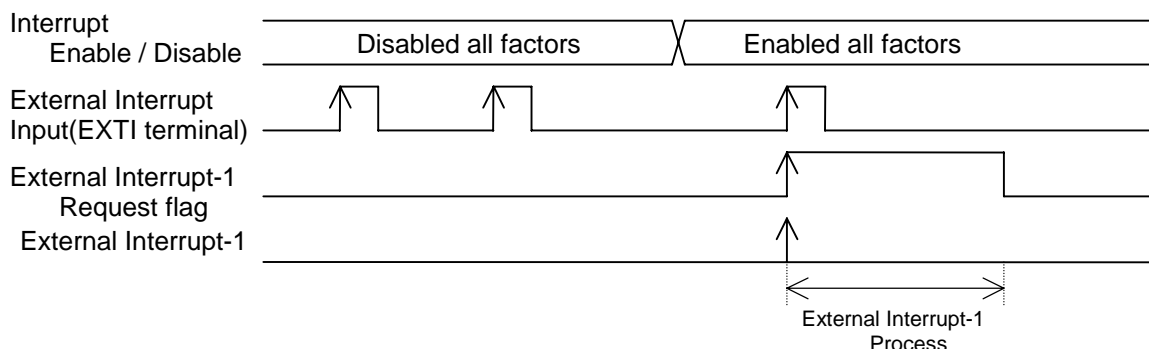 Interrupt
Enable / Disable
Disabled all factors
Enabled all factors
External Interrupt
Input(EXTI terminal)
External Interrupt-1
Request flag
External Interrupt-1
External Interrupt-1
Process